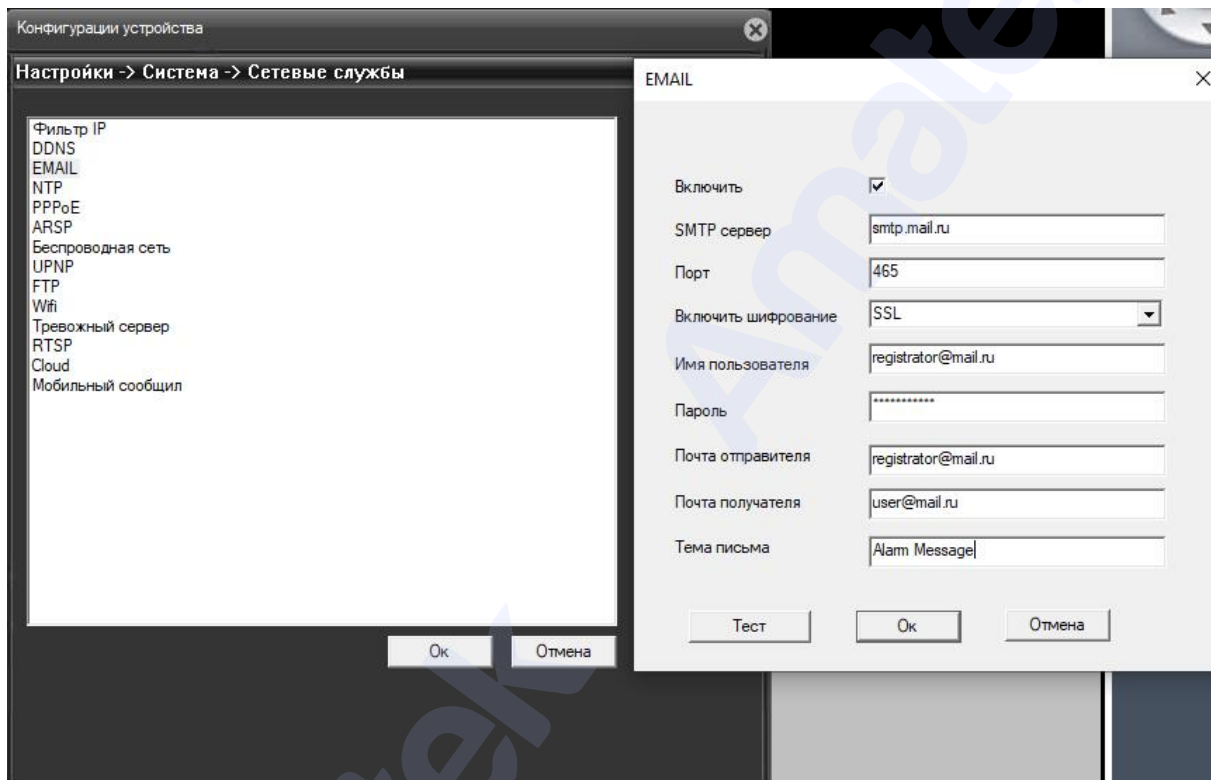 Конфигурации устройства
Настройки -> Система -> Сетевые службы
Фильтр IP
DDNS
EMAIL
NTP
PPPoE
ARSP
Беспроводная сеть
UPNP
FTP
Wifi
Тревожный сервер
RTSP
Cloud
Мобильный сообщил
Ок
Отмена
EMAIL
Включить
SMTP сервер
smtp.mail.ru
Порт
465
Включить шифрование
SSL
Имя пользователя
registrator@mail.ru
Пароль
***********
Почта отправителя
registrator@mail.ru
Почта получателя
user@mail.ru
Тема письма
Alarm Message
Тест
Ок
Отмена